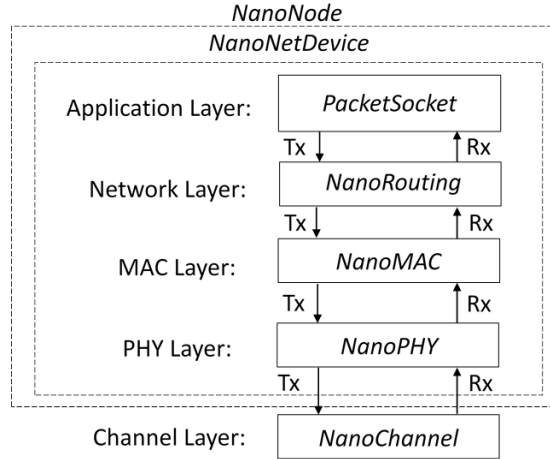 NanoNode
NanoNetDevice
Application Layer: PacketSocket
Tx Rx
Network Layer: NanoRouting
Tx Rx
MAC Layer: NanoMAC
Tx Rx
PHY Layer: NanoPHY
Tx Rx
Channel Layer: NanoChannel